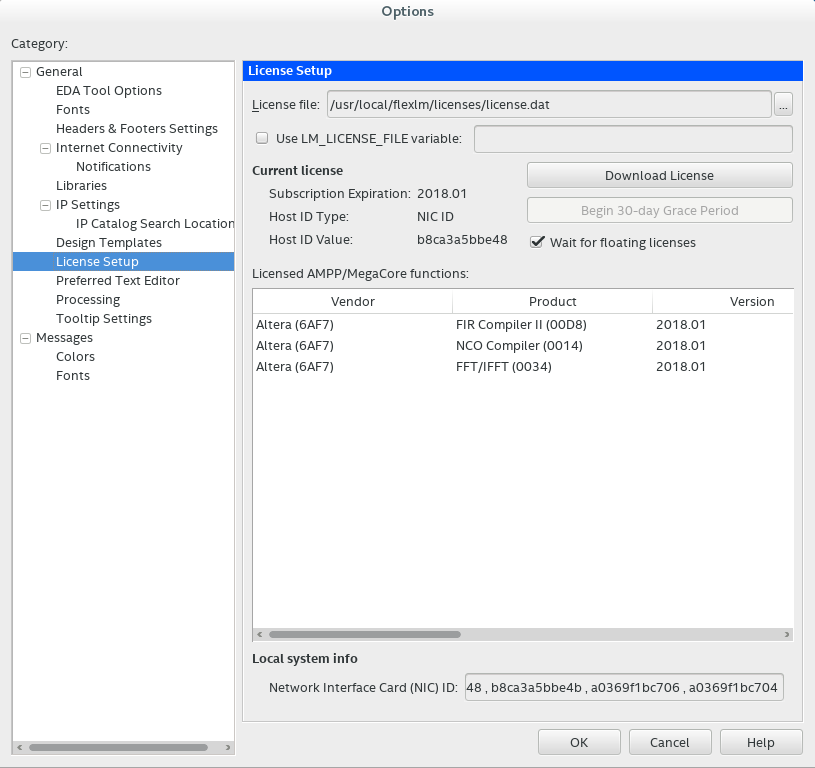 Options
Category:
General
EDA Tool Options
Fonts
Headers & Footers Settings
Internet Connectivity
Notifications
Libraries
IP Settings
IP Catalog Search Location
Design Templates
License Setup
Preferred Text Editor
Processing
Tooltip Settings
Messages
Colors
Fonts
License Setup
License file: /usr/local/flexlm/licenses/license.dat ...
Use LM_LICENSE_FILE variable:
Current license
Download License
Subscription Expiration: 2018.01
Host ID Type: NIC ID
Begin 30-day Grace Period
Host ID Value: b8ca3a5bbe48
Wait for floating licenses
Licensed AMPP/MegaCore functions:
Vendor Product Version
Altera (6AF7) FIR Compiler II (00D8) 2018.01
Altera (6AF7) NCO Compiler (0014) 2018.01
Altera (6AF7) FFT/IFFT (0034) 2018.01
Local system info
Network Interface Card (NIC) ID: 48 , b8ca3a5bbe4b , a0369f1bc706 , a0369f1bc704
OK Cancel Help